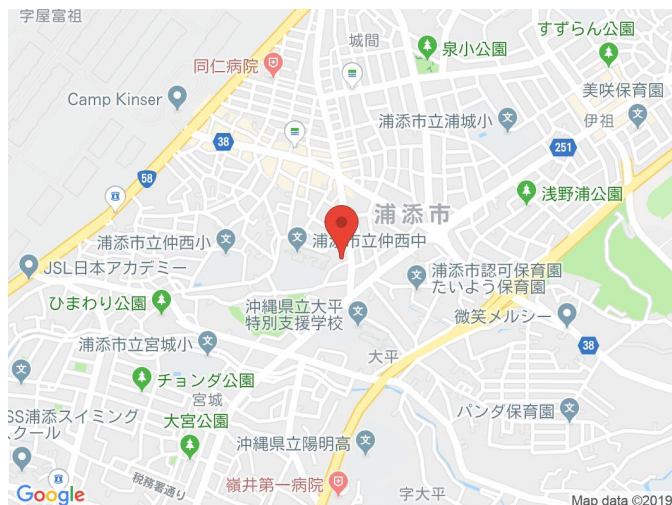 字屋富祖
城間
すずらん公園
泉小公園
同仁病院
Camp Kinser
美咲保育園
浦添市立浦城小
伊祖
38
251
58
浅野浦公園
浦添市
浦添市立仲西小
浦添市立仲西中
JSL日本アカデミー
浦添市認可保育園
たいよう保育園
ひまわり公園
沖縄県立大平
特別支援学校
微笑メルシー
浦添市立宮城小
38
大平
チョンダ公園
宮城
パンダ保育園
SS浦添スイミング
スクール
大宮公園
沖縄県立陽明高
税務署通り
嶺井第一病院
字大平
Google
Map data ©2019